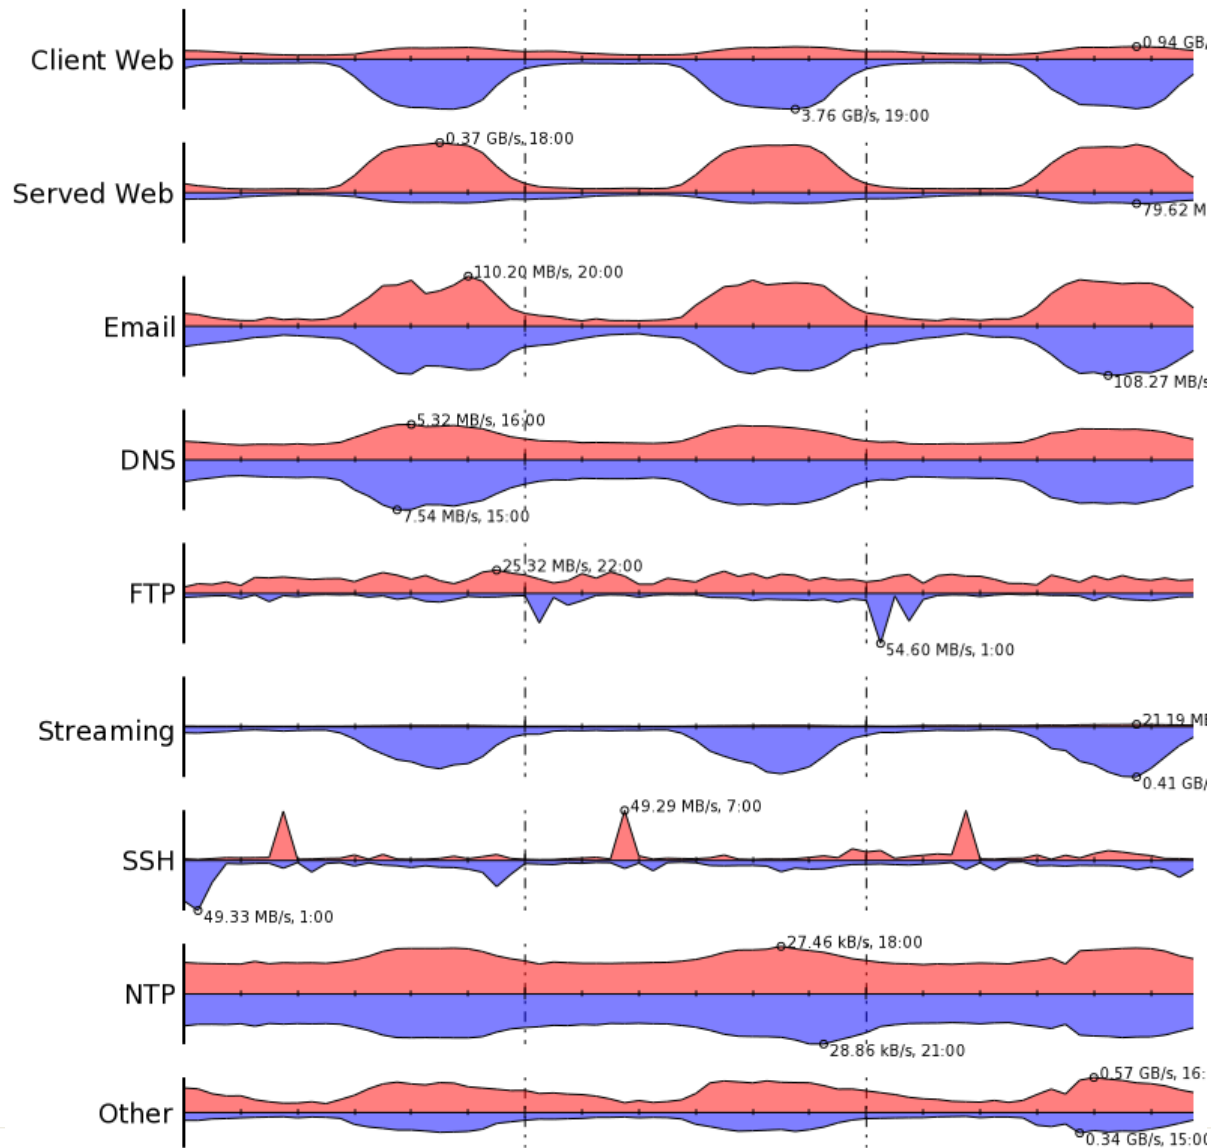 0.94 GB/
Client Web
3.76 GB/s, 19:00
0.37 GB/s, 18:00
Served Web
79.62 M
110.20 MB/s, 20:00
Email
108.27 MB/s
5.32 MB/s, 16:00
DNS
7.54 MB/s, 15:00
25.32 MB/s, 22:00
FTP
54.60 MB/s, 1:00
21.19 MB
Streaming
0.41 GB/
49.29 MB/s, 7:00
SSH
49.33 MB/s, 1:00
27.46 kB/s, 18:00
NTP
28.86 kB/s, 21:00
0.57 GB/s, 16:
Other
0.34 GB/s, 15:00